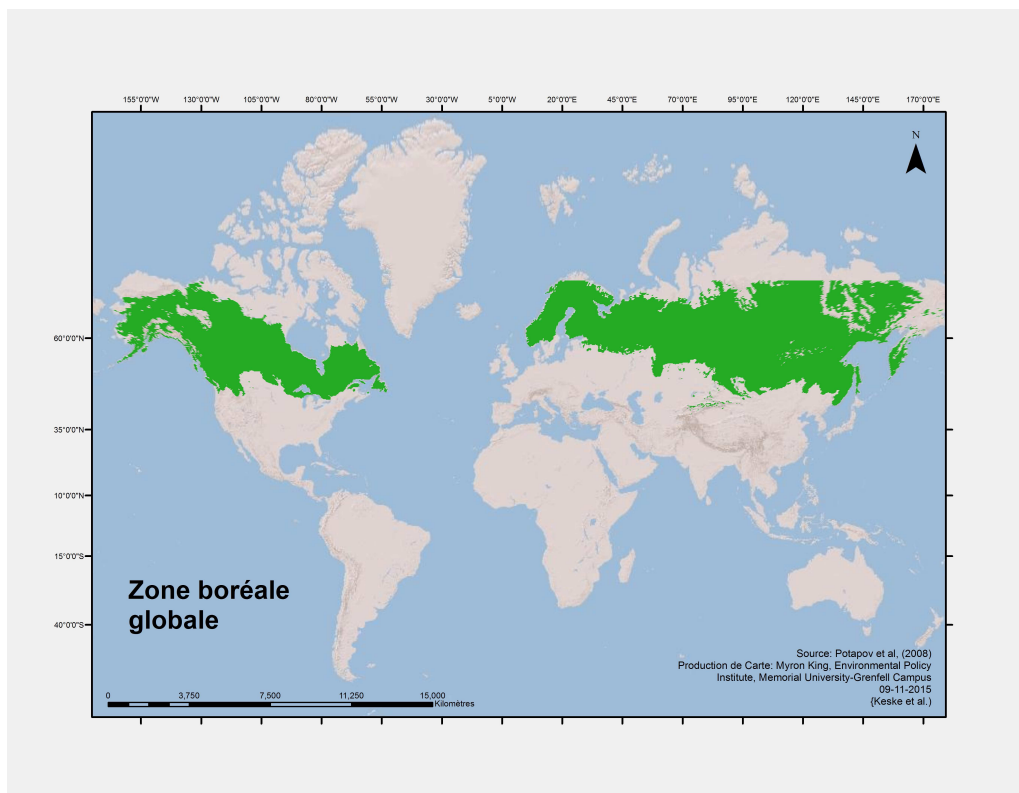 155°0'0"W 130°0'0"W 105°0'0"W 80°0'0"W 55°0'0"W 30°0'0"W 5°0'0"W 20°0'0"E 45°0'0"E 70°0'0"E 95°0'0"E 120°0'0"E 145°0'0"E 170°0'0"E
N
60°0'0"N
35°0'0"N
10°0'0"N
15°0'0"S
40°0'0"S
Zone boréale
globale
Source: Potapov et al, (2008)
Production de Carte: Myron King, Environmental Policy
Institute, Memorial University-Grenfell Campus
09-11-2015
{Keske et al.)
0 3,750 7,500 11,250 15,000
Kilomètres